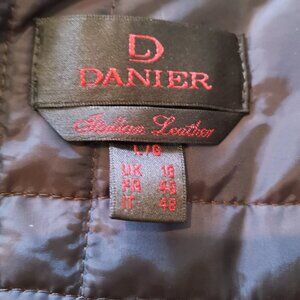 D
DANIER
Italian Leather
L/G
UK 16
FR 46
IT 48